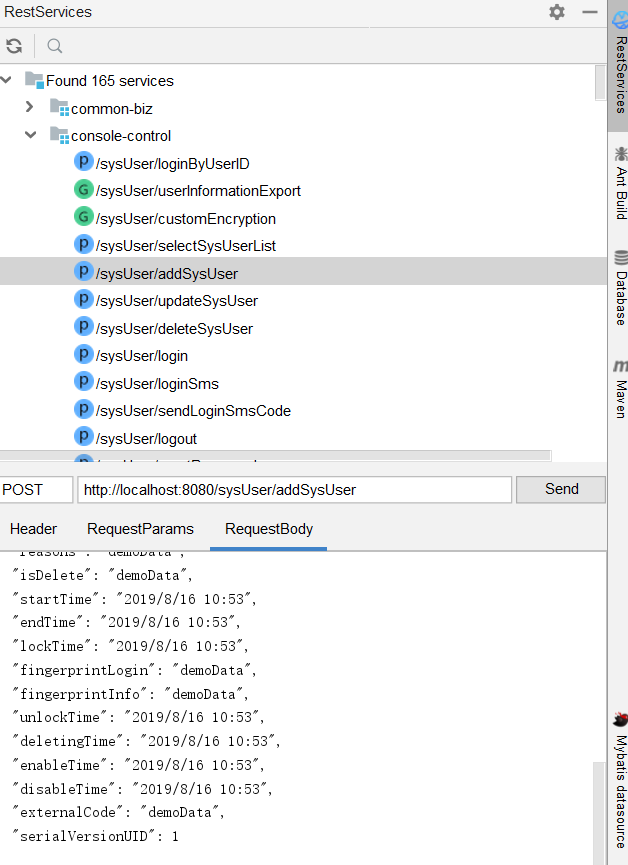 RestServices
Found 165 services
common-biz
console-control
P /sysUser/loginByUserID
G /sysUser/userInformationExport
G /sysUser/customEncryption
P /sysUser/selectSysUserList
P /sysUser/addSysUser
P /sysUser/updateSysUser
P /sysUser/deleteSysUser
P /sysUser/login
P /sysUser/loginSms
P /sysUser/sendLoginSmsCode
P /sysUser/logout
POST http://localhost:8080/sysUser/addSysUser Send
Header RequestParams RequestBody
"reasons": "demoData",
"isDelete": "demoData",
"startTime": "2019/8/16 10:53",
"endTime": "2019/8/16 10:53",
"lockTime": "2019/8/16 10:53",
"fingerprintLogin": "demoData",
"fingerprintInfo": "demoData",
"unlockTime": "2019/8/16 10:53",
"deletingTime": "2019/8/16 10:53",
"enableTime": "2019/8/16 10:53",
"disableTime": "2019/8/16 10:53",
"externalCode": "demoData",
"serialVersionUID": 1
RestServices
Ant Build
Database
m Maven
Mybatis datasource